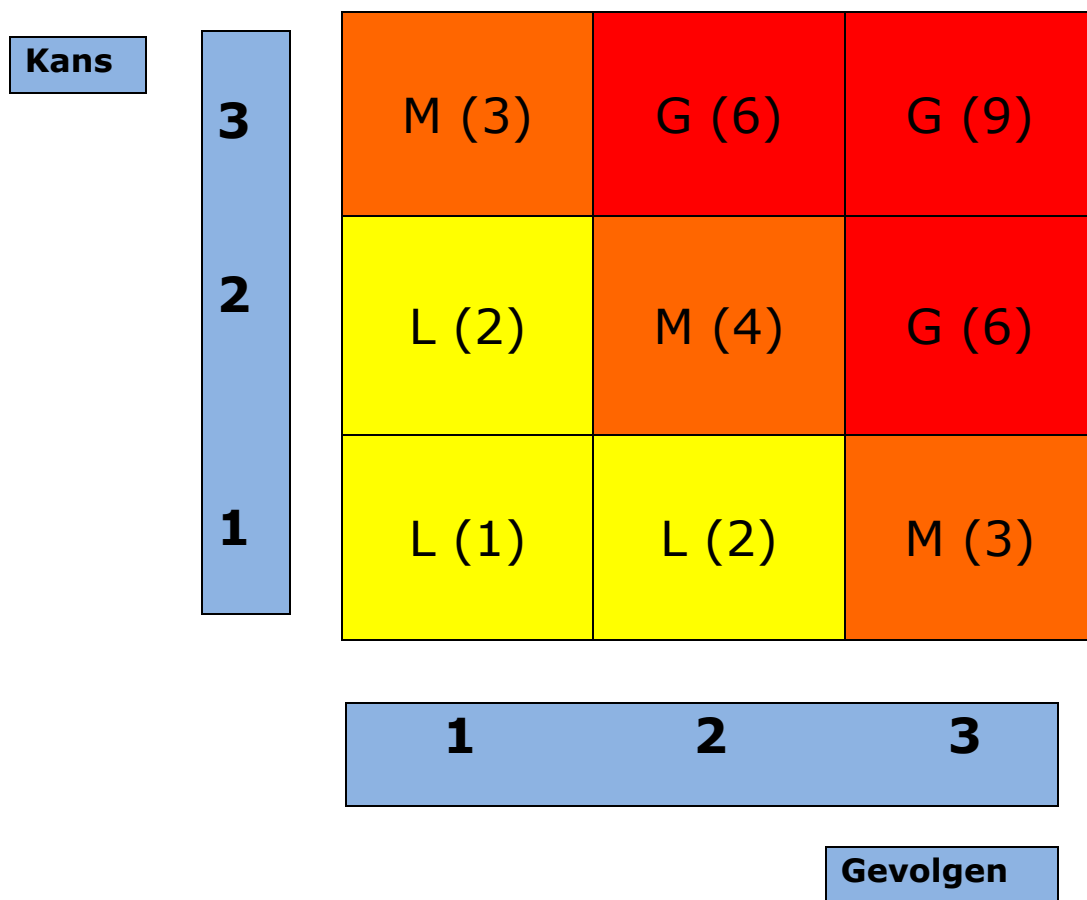 Kans
3 M (3) G (6) G (9)
2 L (2) M (4) G (6)
1 L (1) L (2) M (3)
1 2 3
Gevolgen